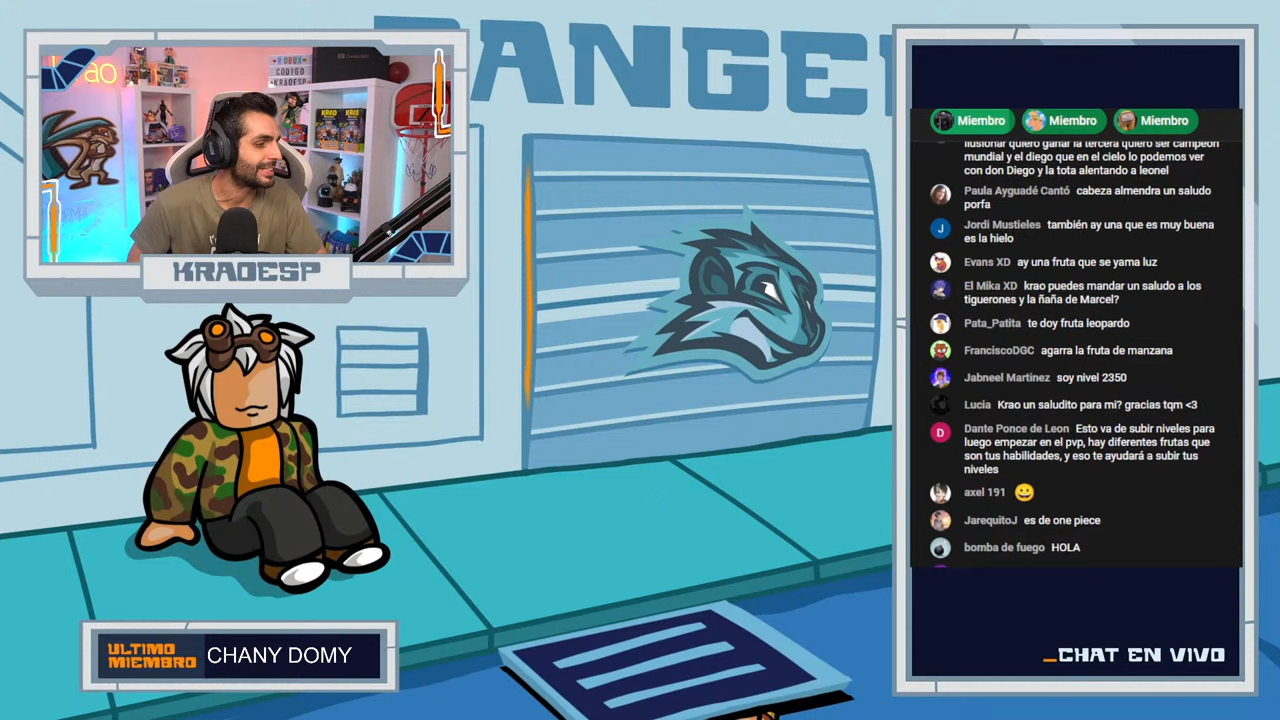 ANGE
ao
ROBUX
CODIGO
KRAOESP
KRAO
KRAOESP
Miembro Miembro Miembro
ilusionar quiero ganar la tercera quiero ser campeon
mundial y el diego que en el cielo lo podemos ver
con don Diego y la tota alentando a leonel
Paula Ayguadé Cantó cabeza almendra un saludo
porfa
Jordi Mustieles también ay una que es muy buena
es la hielo
Evans XD ay una fruta que se yama luz
El Mika XD krao puedes mandar un saludo a los
tiguerones y la ñaña de Marcel?
Pata_Patita te doy fruta leopardo
FranciscoDGC agarra la fruta de manzana
Jabneel Martinez soy nivel 2350
Lucia Krao un saludito para mi? gracias tqm <3
D Dante Ponce de Leon Esto va de subir niveles para
luego empezar en el pvp, hay diferentes frutas que
son tus habilidades, y eso te ayudará a subir tus
niveles
axel 191 😀
JarequitoJ es de one piece
bomba de fuego HOLA
_CHAT EN VIVO
ULTIMO
MIEMBRO CHANY DOMY